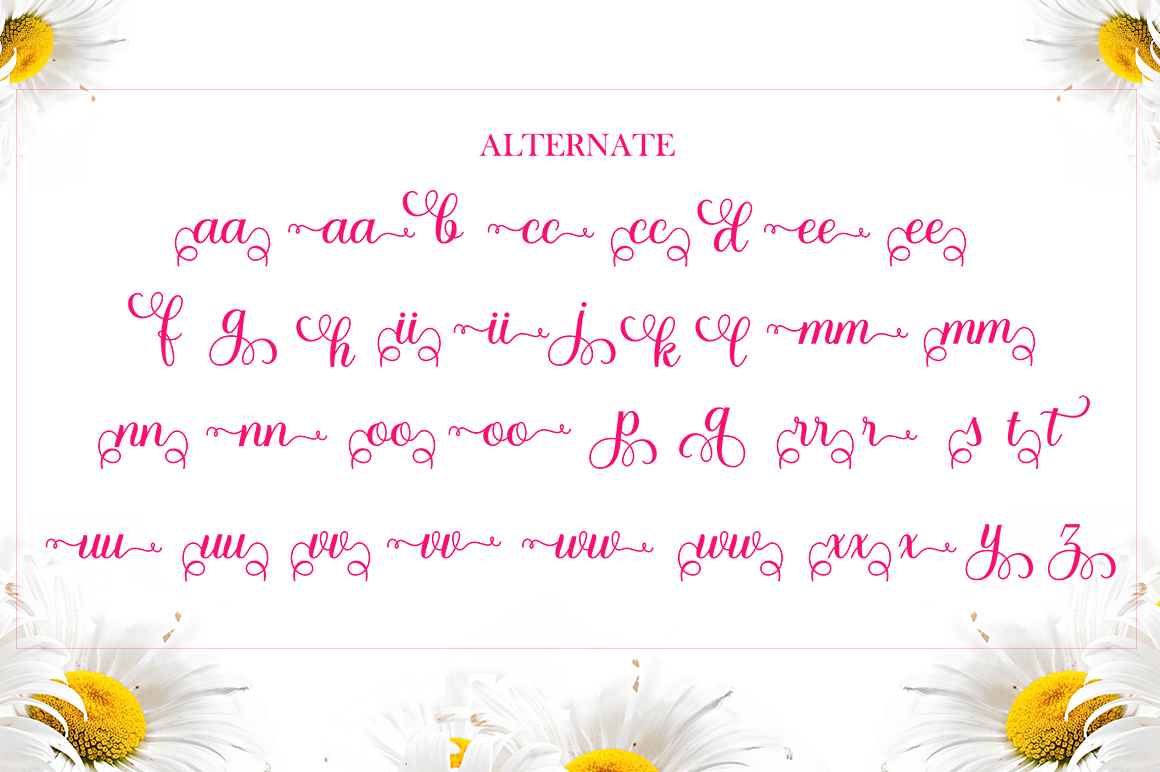 ALTERNATE
aa aa b cc cc d ee ee
f g h ii ii j k l mm mm
nn nn oo oo p q rr r s t t
uu uu vv vv ww ww xx x y z